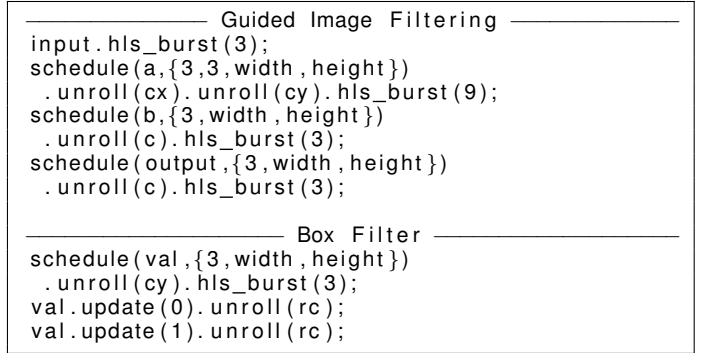 Guided Image Filtering
input.hls_burst(3);
schedule(a,{3,3,width,height})
.unroll(cx).unroll(cy).hls_burst(9);
schedule(b,{3,width,height})
.unroll(c).hls_burst(3);
schedule(output,{3,width,height})
.unroll(c).hls_burst(3);
Box Filter
schedule(val,{3,width,height})
.unroll(cy).hls_burst(3);
val.update(0).unroll(rc);
val.update(1).unroll(rc);